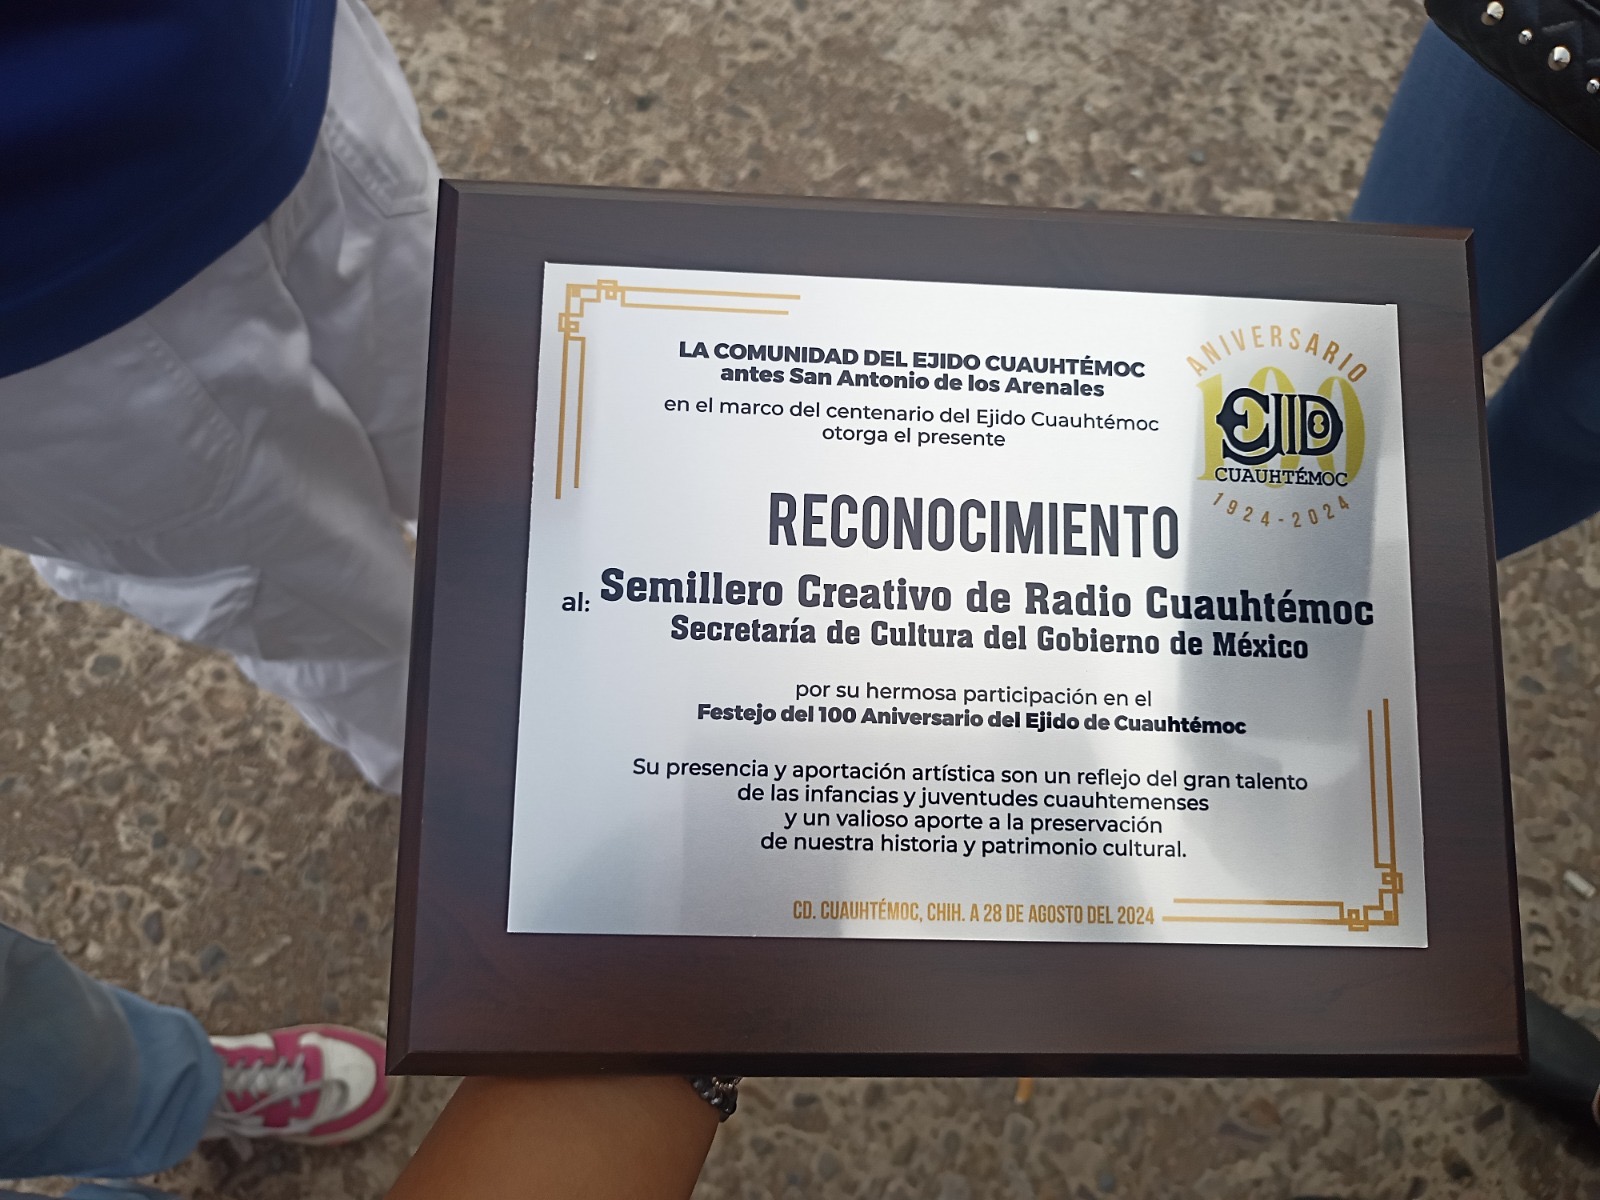 LA COMUNIDAD DEL EJIDO CUAUHTÉMOC
antes San Antonio de los Arenales
en el marco del centenario del Ejido Cuauhtémoc
otorga el presente
ANIVERSARIO
100
EJIDO
CUAUHTÉMOC
1924-2024
RECONOCIMIENTO
al: Semillero Creativo de Radio Cuauhtémoc
Secretaría de Cultura del Gobierno de México
por su hermosa participación en el
Festejo del 100 Aniversario del Ejido de Cuauhtémoc
Su presencia y aportación artística son un reflejo del gran talento
de las infancias y juventudes cuauhtemenses
y un valioso aporte a la preservación
de nuestra historia y patrimonio cultural.
CD. CUAUHTÉMOC, CHIH. A 28 DE AGOSTO DEL 2024